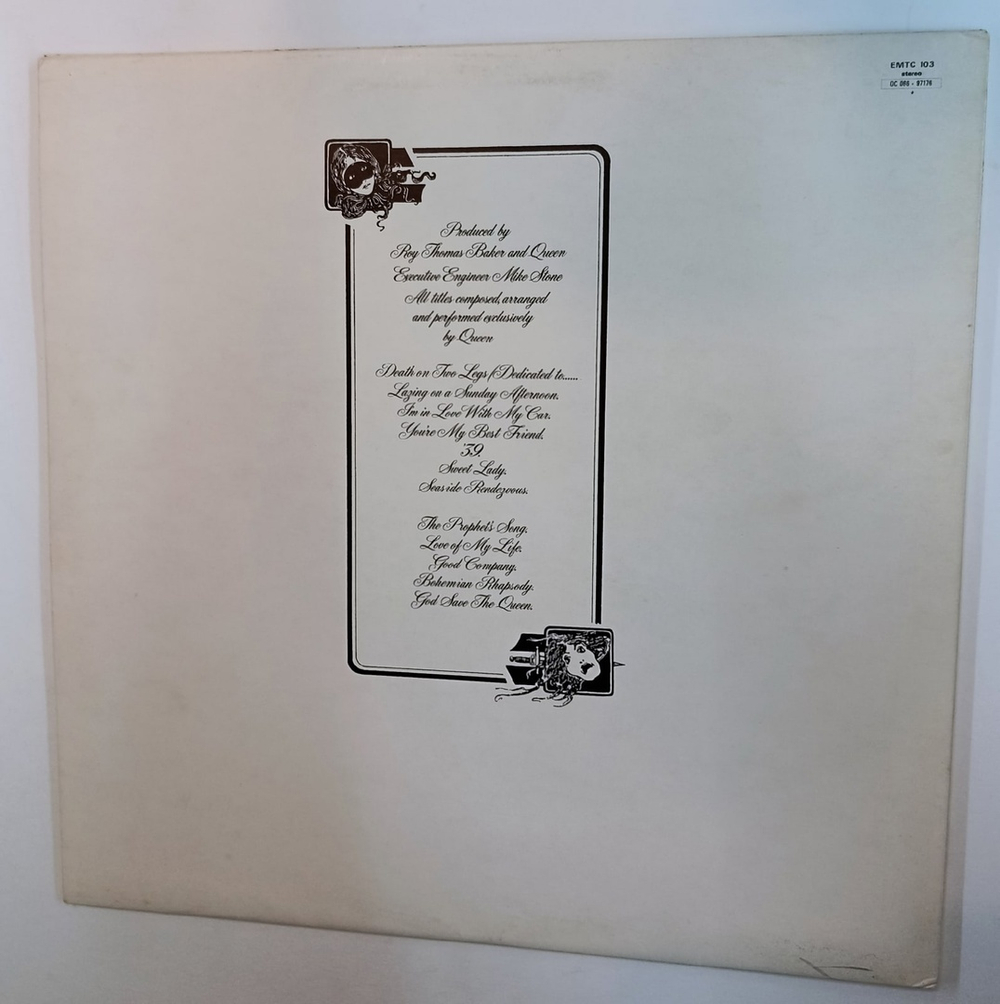 EMTC 103
stereo
OC 066 - 97176
Produced by
Roy Thomas Baker and Queen
Executive Engineer Mike Stone
All titles composed, arranged
and performed exclusively
by Queen
Death on Two Legs (Dedicated to......
Lazing on a Sunday Afternoon.
I'm in Love With My Car.
You're My Best Friend.
'39.
Sweet Lady.
Seaside Rendezvous.
The Prophet's Song.
Love of My Life.
Good Company.
Bohemian Rhapsody.
God Save The Queen.